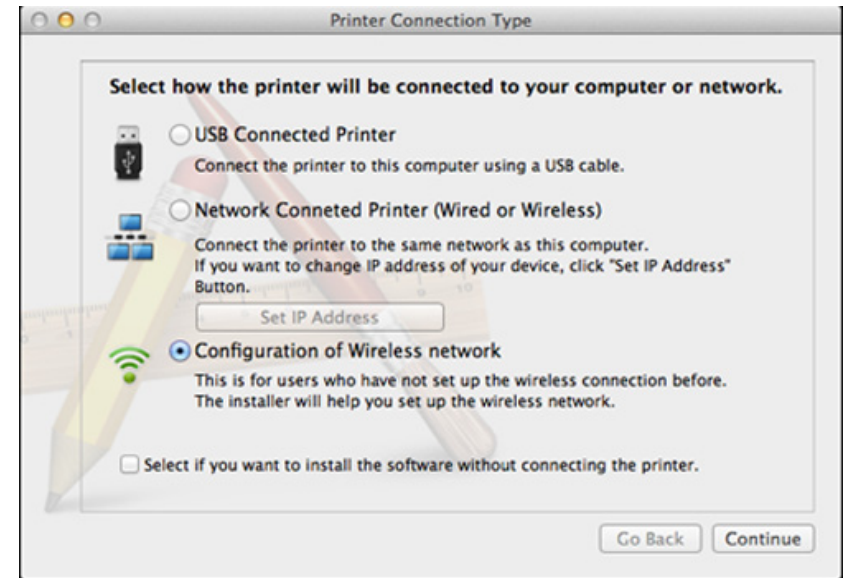 Printer Connection Type
Select how the printer will be connected to your computer or network.
USB Connected Printer
Connect the printer to this computer using a USB cable.
Network Conneted Printer (Wired or Wireless)
Connect the printer to the same network as this computer.
If you want to change IP address of your device, click "Set IP Address"
Button.
Set IP Address
Configuration of Wireless network
This is for users who have not set up the wireless connection before.
The installer will help you set up the wireless network.
Select if you want to install the software without connecting the printer.
Go Back
Continue